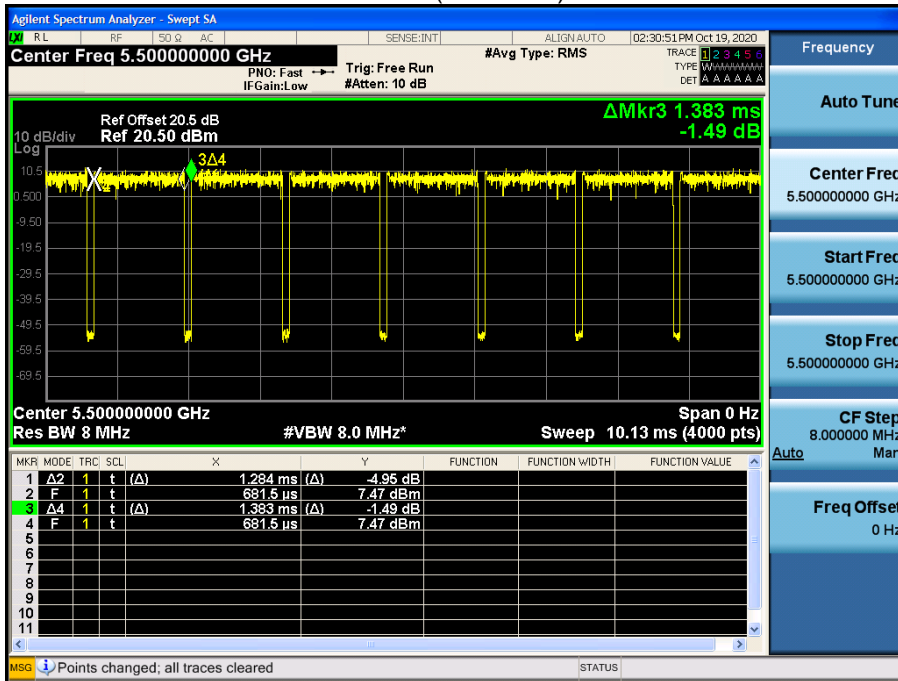 Agilent Spectrum Analyzer - Swept SA
LXI RL RF 50 Ω AC SENSE:INT ALIGN AUTO 02:30:51 PM Oct 19, 2020
Center Freq 5.500000000 GHz #Avg Type: RMS TRACE 1 2 3 4 5 6
PNO: Fast Trig: Free Run TYPE WWWWWW
IFGain:Low #Atten: 10 dB DET A A A A A A
Frequency
ΔMkr3 1.383 ms
-1.49 dB
Ref Offset 20.5 dB
10 dB/div Ref 20.50 dBm
Log
3Δ4
10.5
0.500
-9.50
-19.5
-29.5
-39.5
-49.5
-59.5
-69.5
Center 5.500000000 GHz Span 0 Hz
Res BW 8 MHz #VBW 8.0 MHz* Sweep 10.13 ms (4000 pts)
MKR MODE TRC SCL X Y FUNCTION FUNCTION WIDTH FUNCTION VALUE
1 Δ2 1 t (Δ) 1.284 ms (Δ) -4.95 dB
2 F 1 t 681.5 µs 7.47 dBm
3 Δ4 1 t (Δ) 1.383 ms (Δ) -1.49 dB
4 F 1 t 681.5 µs 7.47 dBm
5
6
7
8
9
10
11
MSG Points changed; all traces cleared STATUS
Auto Tune
Center Freq
5.500000000 GHz
Start Freq
5.500000000 GHz
Stop Freq
5.500000000 GHz
CF Step
8.000000 MHz
Auto Man
Freq Offset
0 Hz